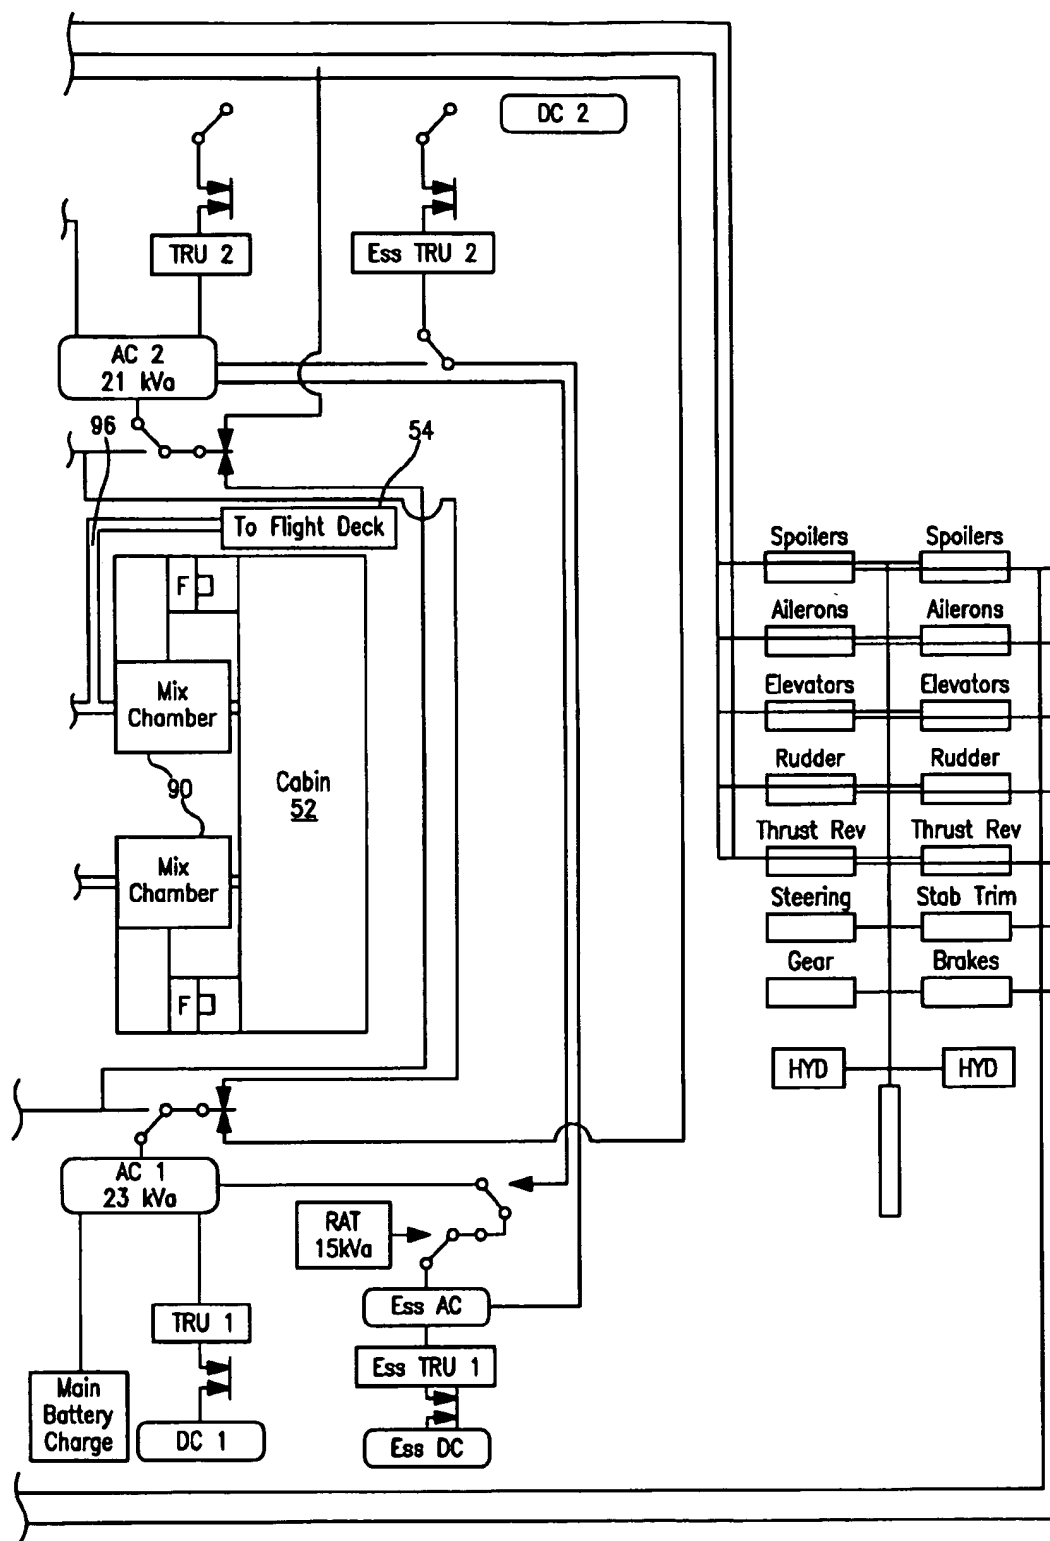 DC 2
TRU 2
Ess TRU 2
AC 2
21 kVa
96
54
To Flight Deck
F
Mix
Chamber
90
Cabin
52
Mix
Chamber
F
Spoilers
Spoilers
Ailerons
Ailerons
Elevators
Elevators
Rudder
Rudder
Thrust Rev
Thrust Rev
Steering
Stab Trim
Gear
Brakes
HYD
HYD
AC 1
23 kVa
RAT
15kVa
Ess AC
TRU 1
Ess TRU 1
Main
Battery
Charge
DC 1
Ess DC